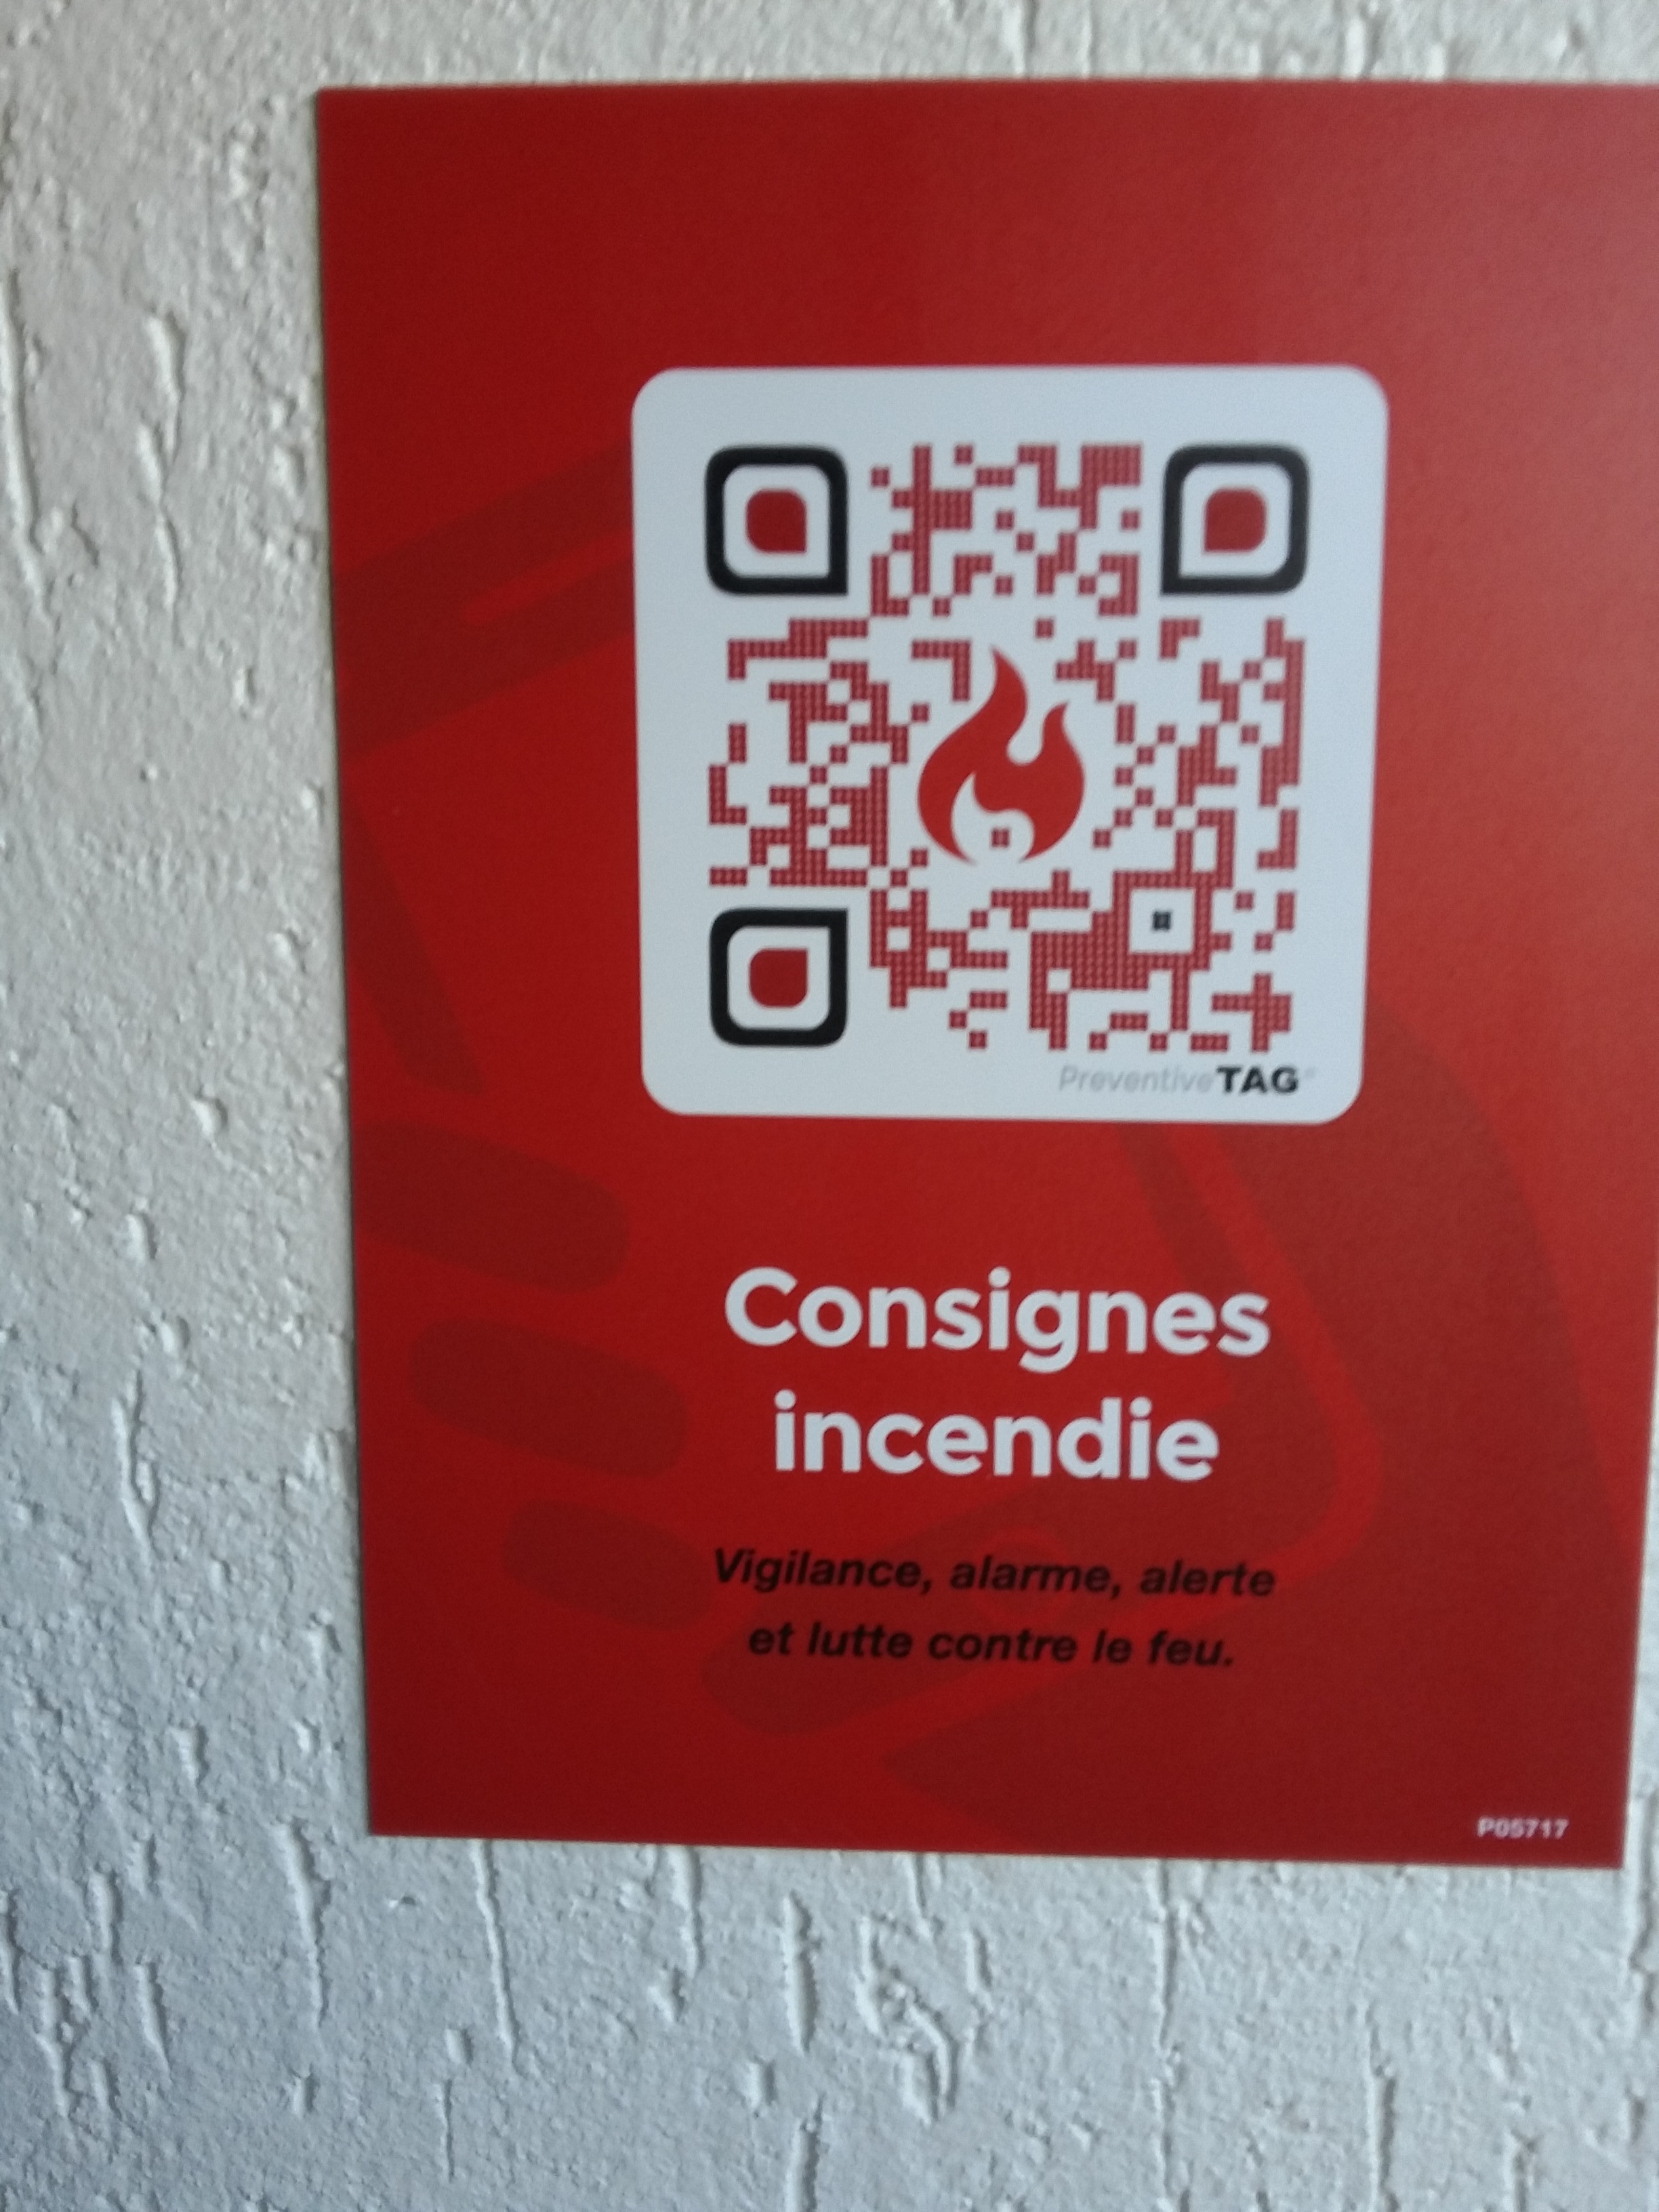 PreventiveTAG®
Consignes
incendie
Vigilance, alarme, alerte
et lutte contre le feu.
P05717